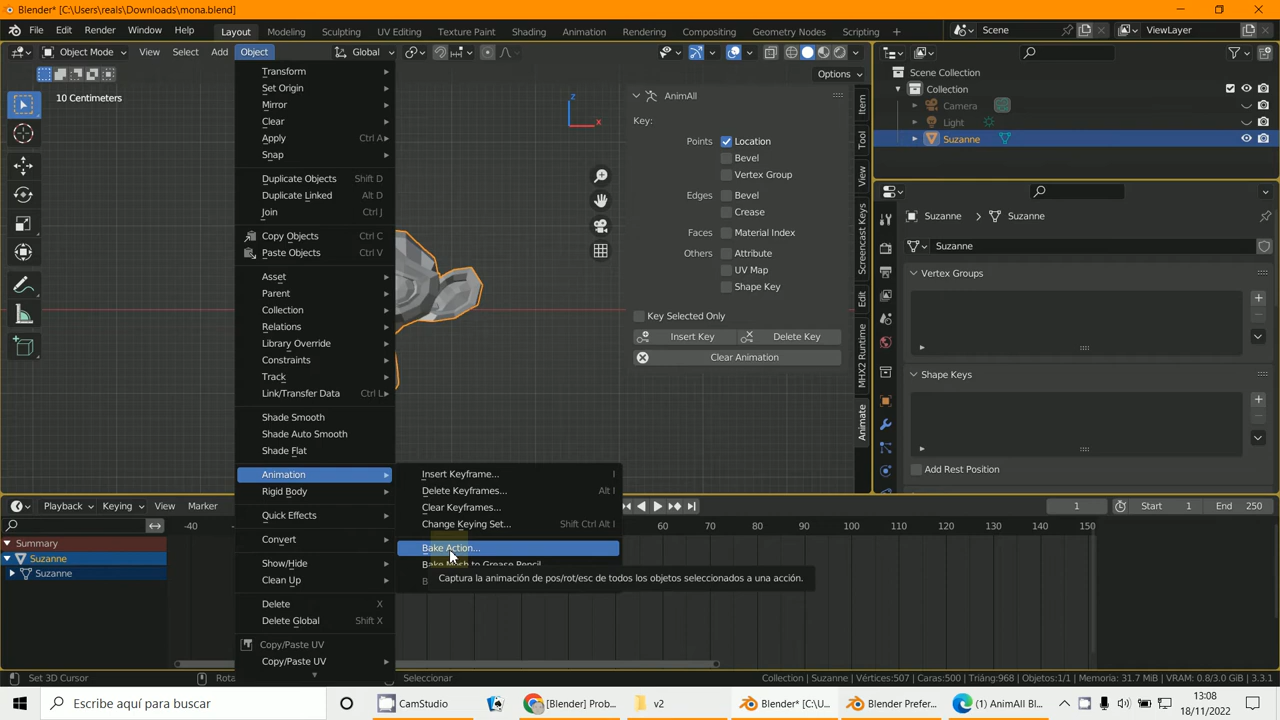 Blender* [C:\Users\reals\Downloads\mona.blend]
File Edit Render Window Help Layout Modeling Sculpting UV Editing Texture Paint Shading Animation Rendering Compositing Scripting Scene ViewLayer
Object Mode View Select Add Object Global
Options
10 Centimeters
z
x
Transform
Set Origin
Mirror
Clear
Apply Ctrl A
Snap
Duplicate Objects Shift D
Duplicate Linked Alt D
Join Ctrl J
Copy Objects Ctrl C
Paste Objects Ctrl V
Asset
Parent
Collection
Relations
Library Override
Constraints
Track
Link/Transfer Data Ctrl L
Shade Smooth
Shade Auto Smooth
Shade Flat
Animation
Rigid Body
Quick Effects
Convert
Show/Hide
Clean Up
Delete X
Delete Global Shift X
Copy/Paste UV
Copy/Paste UV
Insert Keyframe... I
Delete Keyframes... Alt I
Clear Keyframes...
Change Keying Set... Shift Ctrl Alt I
Bake Action...
Bake Mesh to Grease Pencil
Captura la animación de pos/rot/esc de todos los objetos seleccionados a una acción.
AnimAll
Key:
Points Location
Bevel
Vertex Group
Edges Bevel
Crease
Faces Material Index
Others Attribute
UV Map
Shape Key
Key Selected Only
Insert Key Delete Key
Clear Animation
Item
Tool
View
Screencast Keys
Edit
MHX2 Runtime
Animate
Scene Collection
Collection
Camera
Light
Suzanne
Suzanne Suzanne
Suzanne
Vertex Groups
Shape Keys
Add Rest Position
Playback Keying View Marker 1 Start 1 End 250
-40 60 70 80 90 100 110 120 130 140 150
Summary
Suzanne
Suzanne
Set 3D Cursor Rota Seleccionar Collection | Suzanne | Vértices:507 | Caras:500 | Triáng:968 | Objetos:1/1 | Memoria: 31.7 MiB | VRAM: 0.8/3.0 GiB | 3.3.1
Escribe aquí para buscar CamStudio [Blender] Prob... v2 Blender* [C:\U... Blender Prefer... (1) AnimAll Bl... 13:08
18/11/2022